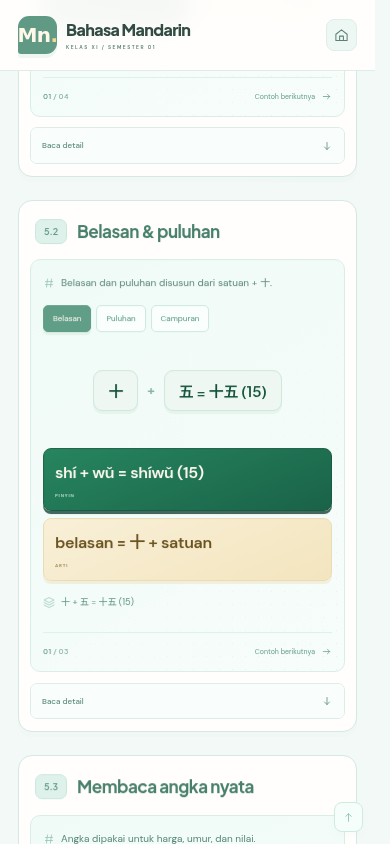 Mn.
Bahasa Mandarin
KELAS XI / SEMESTER 01
01 / 04
Contoh berikutnya →
Baca detail ↓
5.2 Belasan & puluhan
# Belasan dan puluhan disusun dari satuan + 十.
Belasan
Puluhan
Campuran
十 + 五 = 十五 (15)
shí + wǔ = shíwǔ (15)
PINYIN
belasan = 十 + satuan
ARTI
十 + 五 = 十五 (15)
01 / 03
Contoh berikutnya →
Baca detail ↓
5.3 Membaca angka nyata
# Angka dipakai untuk harga, umur, dan nilai.
↑